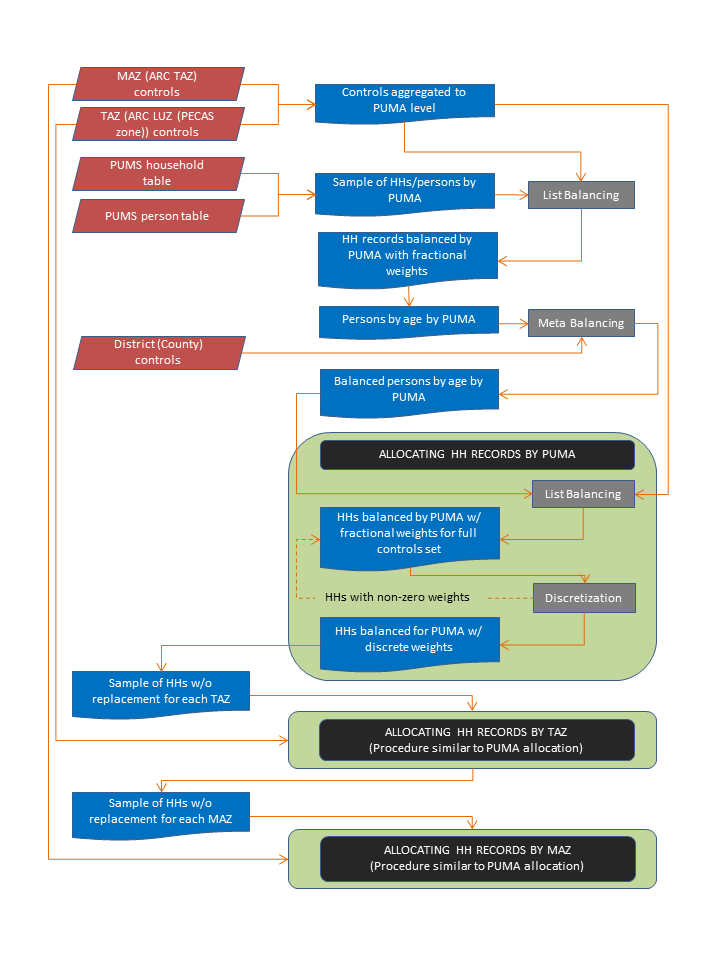 MAZ (ARC TAZ)
controls
Controls aggregated to
PUMA level
TAZ (ARC LUZ (PECAS
zone)) controls
PUMS household
table
Sample of HHs/persons by
PUMA
List Balancing
PUMS person table
HH records balanced by
PUMA with fractional
weights
Persons by age by PUMA
Meta Balancing
District (County)
controls
Balanced persons by age by
PUMA
ALLOCATING HH RECORDS BY PUMA
List Balancing
HHs balanced by PUMA w/
fractional weights for full
controls set
HHs with non-zero weights
Discretization
HHs balanced for PUMA w/
discrete weights
Sample of HHs w/o
replacement for each TAZ
ALLOCATING HH RECORDS BY TAZ
(Procedure similar to PUMA allocation)
Sample of HHs w/o
replacement for each MAZ
ALLOCATING HH RECORDS BY MAZ
(Procedure similar to PUMA allocation)